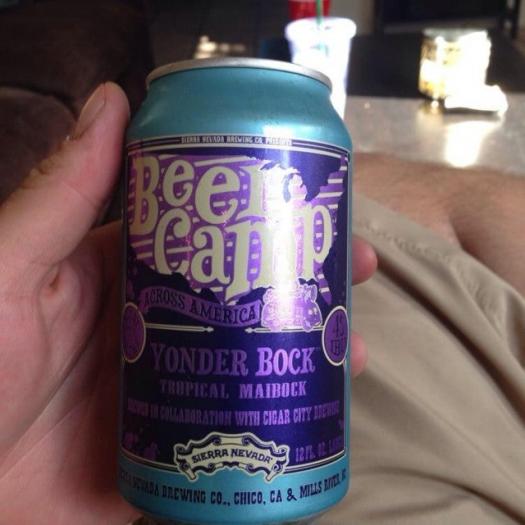 SIERRA NEVADA BREWING CO. PRESENTS
Beer
Camp
ACROSS AMERICA
YONDER BOCK
TROPICAL MAIBOCK
BREWED IN COLLABORATION WITH CIGAR CITY BREWING
SIERRA NEVADA
12 FL. OZ.
SIERRA NEVADA BREWING CO., CHICO, CA & MILLS RIVER, NC